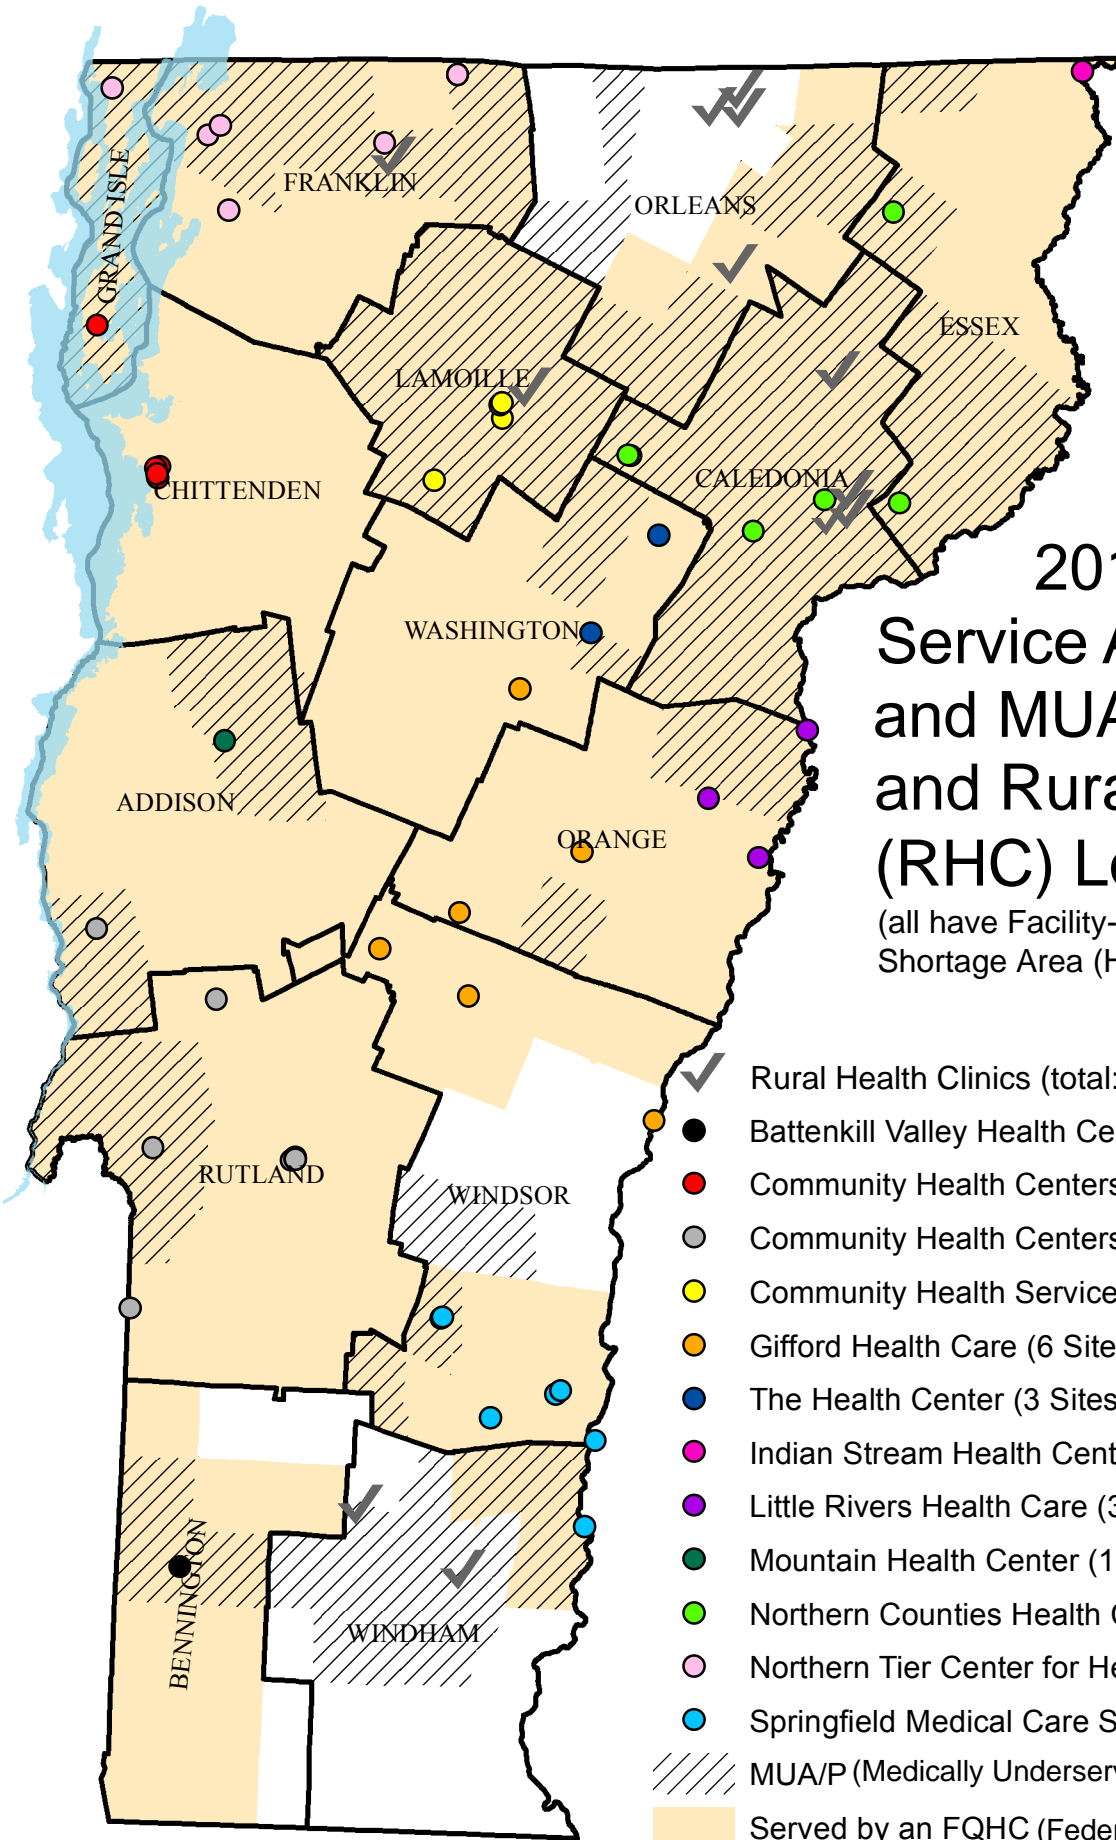 FRANKLIN
GRAND ISLE
ORLEANS
ESSEX
LAMOILLE
CALEDONIA
CHITTENDEN
WASHINGTON
ADDISON
ORANGE
RUTLAND
WINDSOR
BENNINGTON
WINDHAM
201
Service A
and MUA
and Rura
(RHC) Lo
(all have Facility-
Shortage Area (H
Rural Health Clinics (total:
Battenkill Valley Health Ce
Community Health Centers
Community Health Centers
Community Health Service
Gifford Health Care (6 Site
The Health Center (3 Sites
Indian Stream Health Cent
Little Rivers Health Care (3
Mountain Health Center (1
Northern Counties Health C
Northern Tier Center for He
Springfield Medical Care S
MUA/P (Medically Underserv
Served by an FQHC (Feder